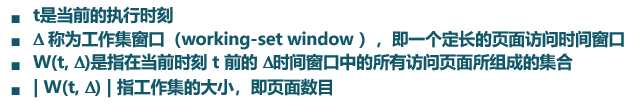 ■ t是当前的执行时刻
■ Δ 称为工作集窗口（working-set window ），即一个定长的页面访问时间窗口
■ W(t, Δ)是指在当前时刻 t 前的 Δ时间窗口中的所有访问页面所组成的集合
■ | W(t, Δ) | 指工作集的大小，即页面数目